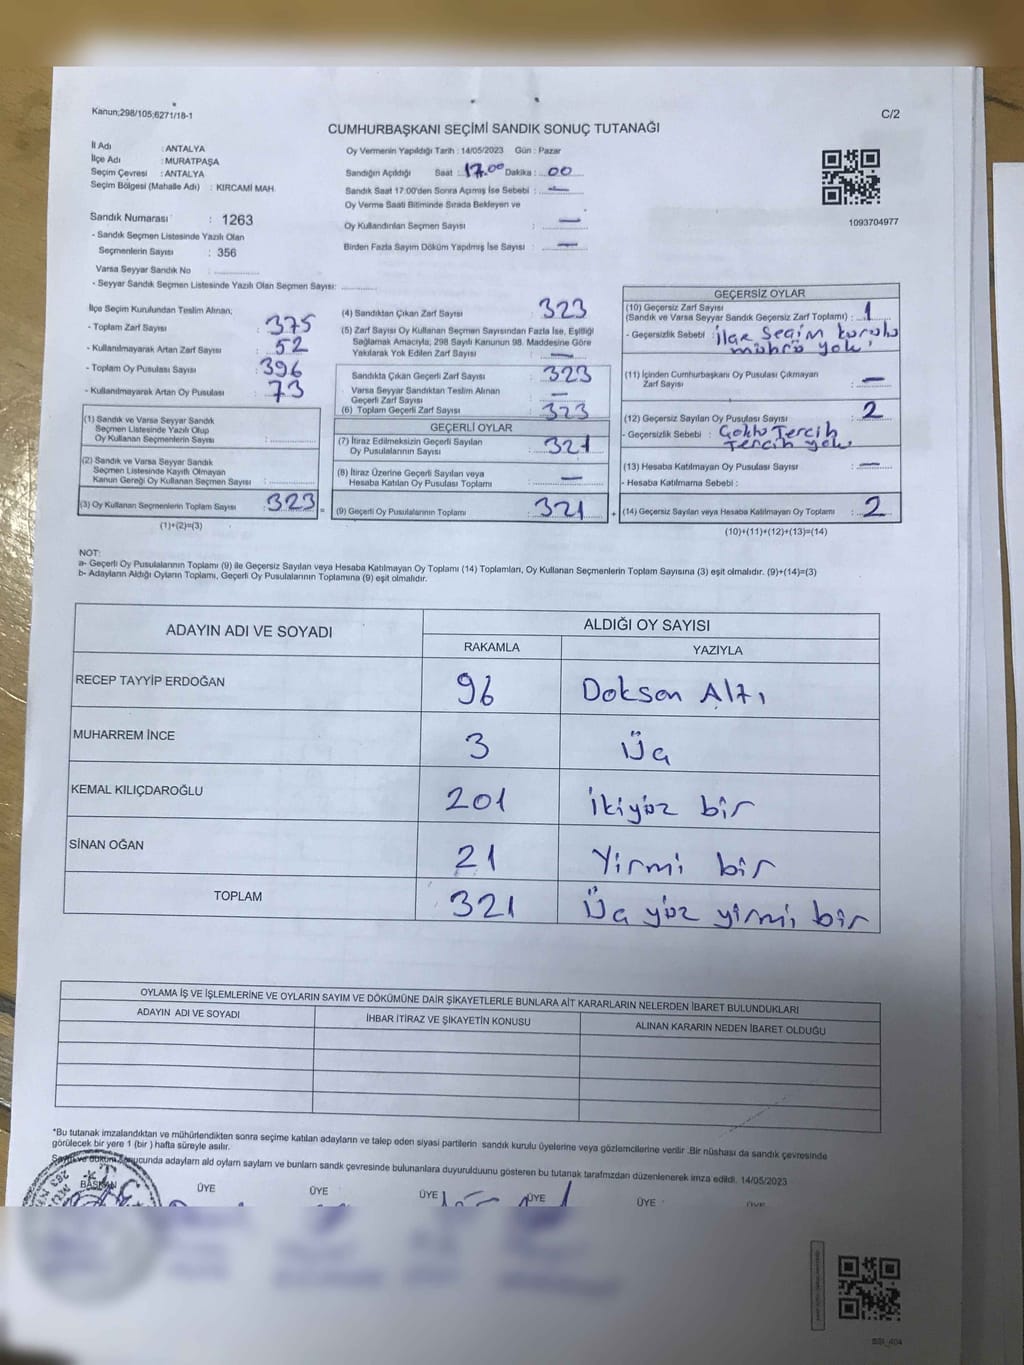 Kanun;298/105;6271/18-1
C/2
CUMHURBAŞKANI SEÇİMİ SANDIK SONUÇ TUTANAĞI
İl Adı : ANTALYA
İlçe Adı : MURATPAŞA
Seçim Çevresi : ANTALYA
Seçim Bölgesi (Mahalle Adı) : KIRCAMİ MAH.
Sandık Numarası : 1263
- Sandık Seçmen Listesinde Yazılı Olan
Seçmenlerin Sayısı : 356
Varsa Seyyar Sandık No :
- Seyyar Sandık Seçmen Listesinde Yazılı Olan Seçmen Sayısı:
Oy Vermenin Yapıldığı Tarih : 14/05/2023 Gün : Pazar
Sandığın Açıldığı Saat : 17.00 Dakika : 00
Sandık Saat 17:00'den Sonra Açımış İse Sebebi : —
Oy Verme Saati Bitiminde Sırada Bekleyen ve
Oy Kullandırılan Seçmen Sayısı : —
Birden Fazla Sayım Döküm Yapılmış İse Sayısı : —
1093704977
İlçe Seçim Kurulundan Teslim Alınan;
- Toplam Zarf Sayısı : 375
- Kullanılmayarak Artan Zarf Sayısı : 52
- Toplam Oy Pusulası Sayısı : 396
- Kullanılmayarak Artan Oy Pusulası : 73
(1) Sandık ve Varsa Seyyar Sandık
Seçmen Listesinde Yazılı Olup
Oy Kullanan Seçmenlerin Sayısı :
(2) Sandık ve Varsa Seyyar Sandık
Seçmen Listesinde Kayıtlı Olmayan
Kanun Gereği Oy Kullanan Seçmen Sayısı :
(3) Oy Kullanan Seçmenlerin Toplam Sayısı : 323 =
(1)+(2)=(3)
(4) Sandıktan Çıkan Zarf Sayısı : 323
(5) Zarf Sayısı Oy Kullanan Seçmen Sayısından Fazla İse, Eşitliği
Sağlamak Amacıyla; 298 Sayılı Kanunun 98. Maddesine Göre
Yakılarak Yok Edilen Zarf Sayısı : —
Sandıkta Çıkan Geçerli Zarf Sayısı : 323
Varsa Seyyar Sandıktan Teslim Alınan
Geçerli Zarf Sayısı : —
(6) Toplam Geçerli Zarf Sayısı : 323
GEÇERLİ OYLAR
(7) İtiraz Edilmeksizin Geçerli Sayılan
Oy Pusulalarının Sayısı : 321
(8) İtiraz Üzerine Geçerli Sayılan veya
Hesaba Katılan Oy Pusulası Toplamı : —
(9) Geçerli Oy Pusulalarının Toplamı : 321 +
GEÇERSİZ OYLAR
(10) Geçersiz Zarf Sayısı
(Sandık ve Varsa Seyyar Sandık Geçersiz Zarf Toplamı) : 1
- Geçersizlik Sebebi : ilçe Seçim kurulu
mührü yok.
(11) İçinden Cumhurbaşkanı Oy Pusulası Çıkmayan
Zarf Sayısı : —
(12) Geçersiz Sayılan Oy Pusulası Sayısı : 2
- Geçersizlik Sebebi : Çoklu Tercih
Tercih yok.
(13) Hesaba Katılmayan Oy Pusulası Sayısı : —
- Hesaba Katılmama Sebebi :
(14) Geçersiz Sayılan veya Hesaba Katılmayan Oy Toplamı : 2
(10)+(11)+(12)+(13)=(14)
NOT:
a- Geçerli Oy Pusulalarının Toplamı (9) ile Geçersiz Sayılan veya Hesaba Katılmayan Oy Toplamı (14) Toplamları, Oy Kullanan Seçmenlerin Toplam Sayısına (3) eşit olmalıdır. (9)+(14)=(3)
b- Adayların Aldığı Oyların Toplamı, Geçerli Oy Pusulalarının Toplamına (9) eşit olmalıdır.
ADAYIN ADI VE SOYADI
ALDIĞI OY SAYISI
RAKAMLA YAZIYLA
RECEP TAYYİP ERDOĞAN 96 Doksan Altı
MUHARREM İNCE 3 Üç
KEMAL KILIÇDAROĞLU 201 ikiyüz bir
SİNAN OĞAN 21 Yirmi bir
TOPLAM 321 Üç yüz yirmi bir
OYLAMA İŞ VE İŞLEMLERİNE VE OYLARIN SAYIM VE DÖKÜMÜNE DAİR ŞİKAYETLERLE BUNLARA AİT KARARLARIN NELERDEN İBARET BULUNDUKLARI
ADAYIN ADI VE SOYADI İHBAR İTİRAZ VE ŞİKAYETİN KONUSU ALINAN KARARIN NEDEN İBARET OLDUĞU
*Bu tutanak imzalandıktan ve mühürlendikten sonra seçime katılan adayların ve talep eden siyasi partilerin sandık kurulu üyelerine veya gözlemcilerine verilir .Bir nüshası da sandık çevresinde
görülecek bir yere 1 (bir ) hafta süreyle asılır.
ucunda adayların ald oyların sayları ve bunların sandk çevresinde bulunanlara duyurulduunu gösteren bu tutanak tarafmzdan düzenlenerek imza edildi. 14/05/2023
BAŞKAN ÜYE ÜYE ÜYE ÜYE ÜYE